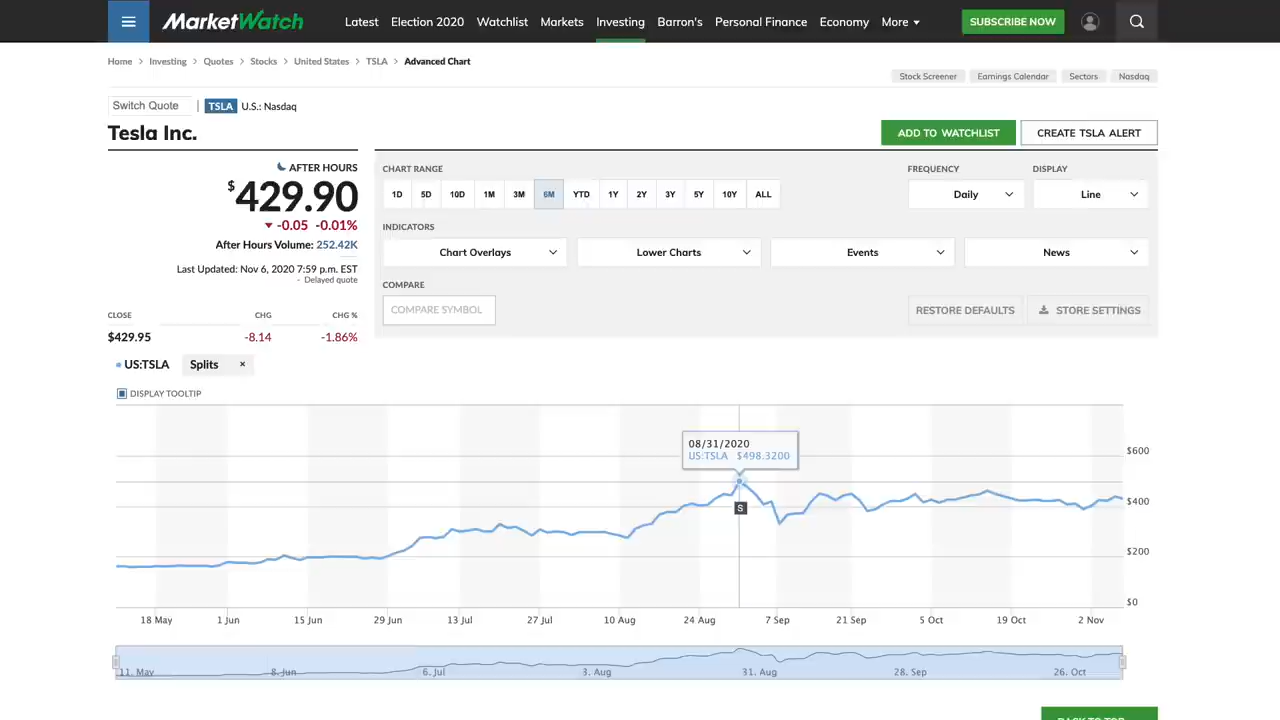 MarketWatch
Latest Election 2020 Watchlist Markets Investing Barron's Personal Finance Economy More
SUBSCRIBE NOW
Home > Investing > Quotes > Stocks > United States > TSLA > Advanced Chart
Stock Screener Earnings Calendar Sectors Nasdaq
Switch Quote | TSLA U.S.: Nasdaq
Tesla Inc.
ADD TO WATCHLIST CREATE TSLA ALERT
AFTER HOURS
$429.90
-0.05 -0.01%
After Hours Volume: 252.42K
Last Updated: Nov 6, 2020 7:59 p.m. EST
- Delayed quote
CLOSE CHG CHG %
$429.95 -8.14 -1.86%
CHART RANGE FREQUENCY DISPLAY
1D 5D 10D 1M 3M 6M YTD 1Y 2Y 3Y 5Y 10Y ALL Daily Line
INDICATORS
Chart Overlays Lower Charts Events News
COMPARE
COMPARE SYMBOL RESTORE DEFAULTS STORE SETTINGS
US:TSLA Splits ×
DISPLAY TOOLTIP
08/31/2020
US:TSLA $498.3200
S
$600
$400
$200
$0
18 May 1 Jun 15 Jun 29 Jun 13 Jul 27 Jul 10 Aug 24 Aug 7 Sep 21 Sep 5 Oct 19 Oct 2 Nov
11. May 8. Jun 6. Jul 3. Aug 31. Aug 28. Sep 26. Oct
BACK TO TOP